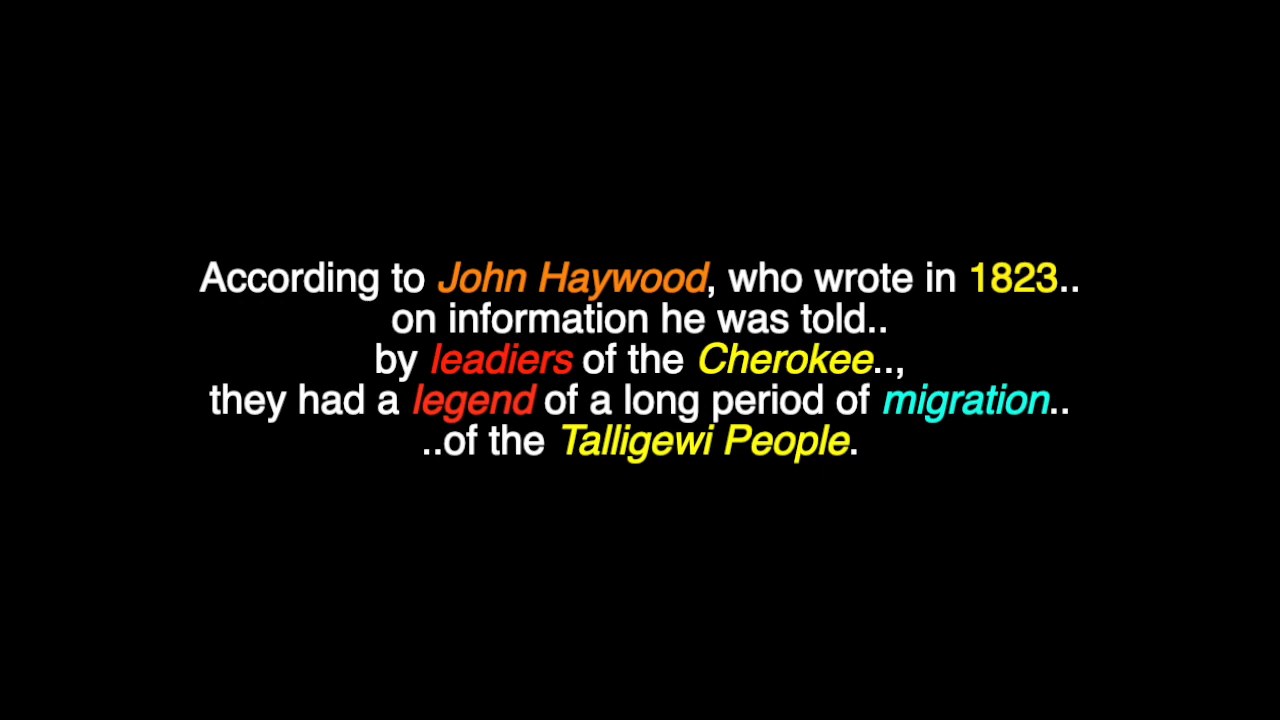 According to John Haywood, who wrote in 1823..
on information he was told..
by leadiers of the Cherokee..,
they had a legend of a long period of migration..
..of the Talligewi People.